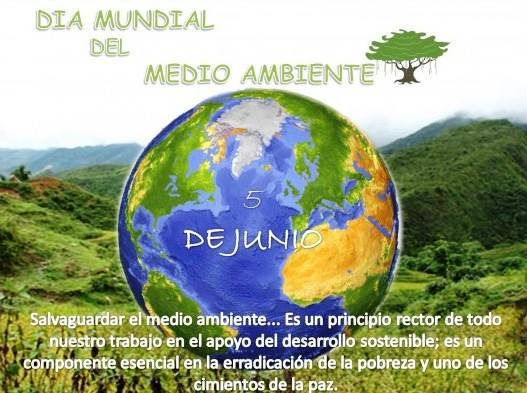 DIA MUNDIAL
DEL
MEDIO AMBIENTE
5
DE JUNIO
Salvaguardar el medio ambiente... Es un principio rector de todo
nuestro trabajo en el apoyo del desarrollo sostenible; es un
componente esencial en la erradicación de la pobreza y uno de los
cimientos de la paz.